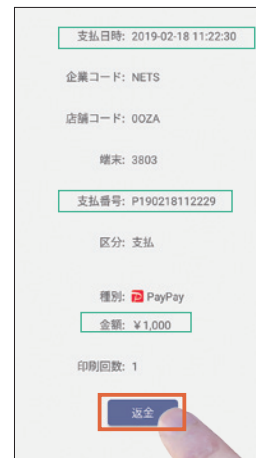 支払日時: 2019-02-18 11:22:30
企業コード: NETS
店舗コード: 0OZA
端末: 3803
支払番号: P190218112229
区分: 支払
種別: PayPay
金額: ￥1,000
印刷回数: 1
返金